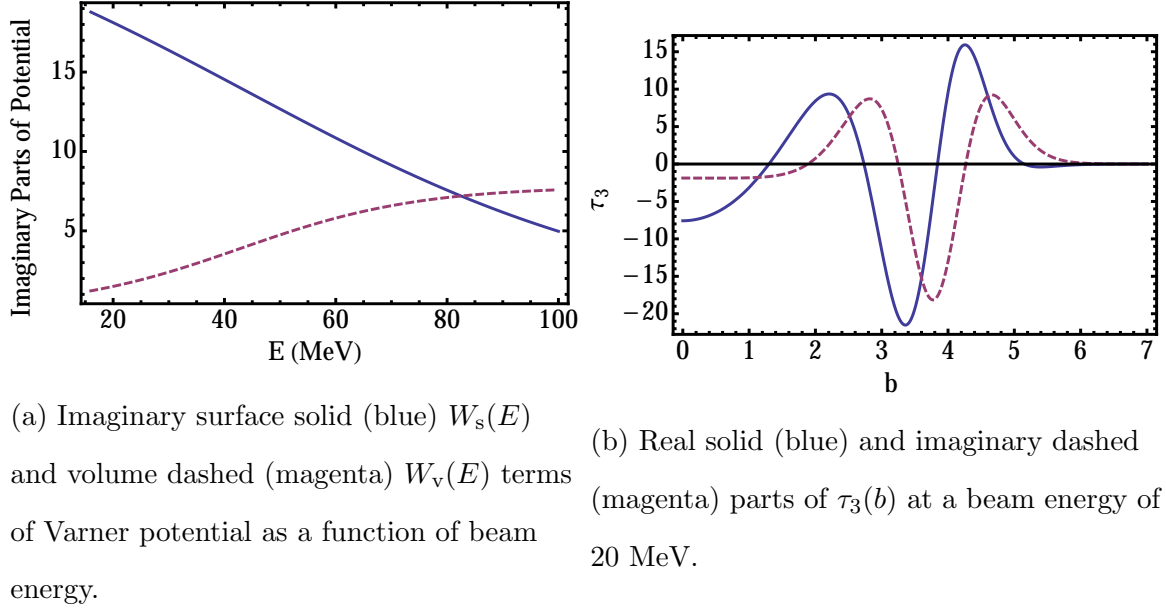 Imaginary Parts of Potential
15
10
5
20
40
60
80
100
E (MeV)
τ₃
15
10
5
0
−5
−10
−15
−20
0
1
2
3
4
5
6
7
b
(a) Imaginary surface solid (blue) Wₛ(E)
and volume dashed (magenta) Wᵥ(E) terms
of Varner potential as a function of beam
energy.
(b) Real solid (blue) and imaginary dashed
(magenta) parts of τ₃(b) at a beam energy of
20 MeV.